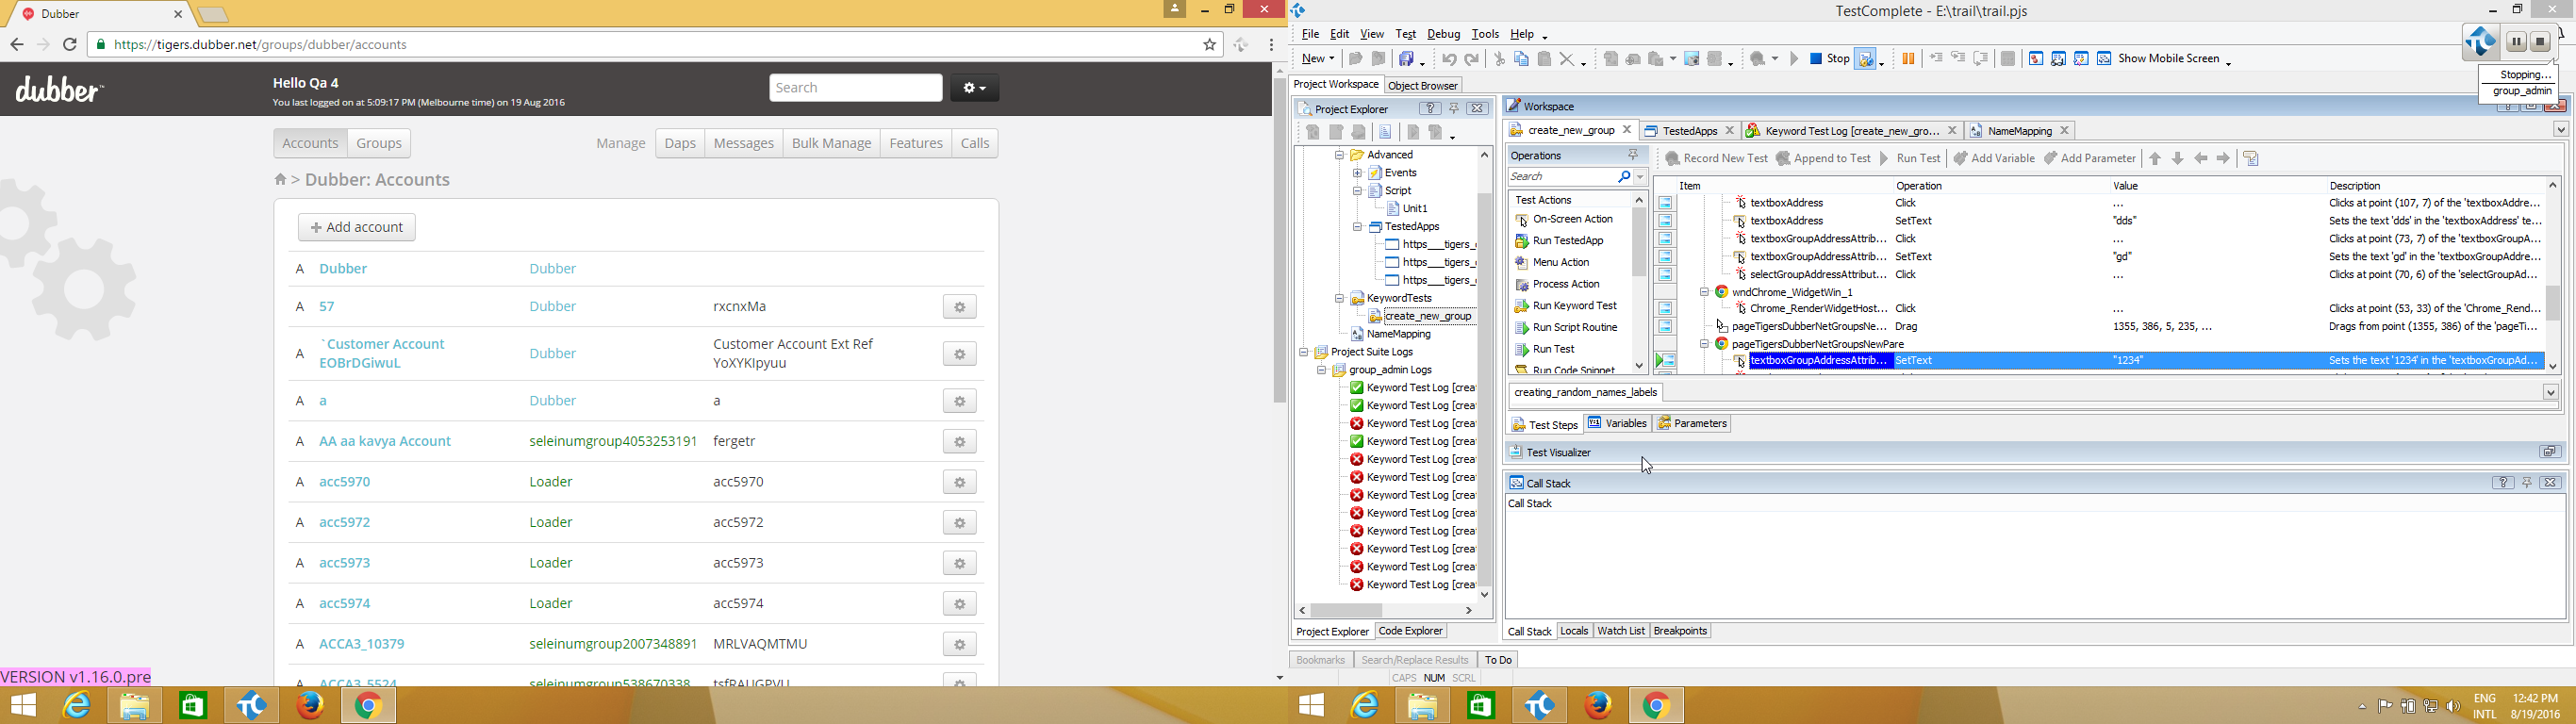 Dubber
https://tigers.dubber.net/groups/dubber/accounts
dubber
Hello Qa 4
You last logged on at 5:09:17 PM (Melbourne time) on 19 Aug 2016
Search
Accounts Groups Manage Daps Messages Bulk Manage Features Calls
> Dubber: Accounts
+ Add account
A Dubber Dubber
A 57 Dubber rxcnxMa
A `Customer Account EOBrDGiwuL Dubber Customer Account Ext Ref YoXYKIpyuu
A a Dubber a
A AA aa kavya Account seleinumgroup4053253191 fergetr
A acc5970 Loader acc5970
A acc5972 Loader acc5972
A acc5973 Loader acc5973
A acc5974 Loader acc5974
A ACCA3_10379 seleinumgroup2007348891 MRLVAQMTMU
A ACCA3_5524 seleinumgroup538670338 tsfRAUGPVU
VERSION v1.16.0.pre
TestComplete - E:\trail\trail.pjs
File Edit View Test Debug Tools Help
New Stop Show Mobile Screen
Stopping...
group_admin
Project Workspace Object Browser
Project Explorer
Advanced
Events
Script
Unit1
TestedApps
https___tigers_
https___tigers_
https___tigers_
KeywordTests
create_new_group
NameMapping
Project Suite Logs
group_admin Logs
Keyword Test Log [crea
Keyword Test Log [crea
Keyword Test Log [crea
Keyword Test Log [crea
Keyword Test Log [crea
Keyword Test Log [crea
Keyword Test Log [crea
Keyword Test Log [crea
Keyword Test Log [crea
Keyword Test Log [crea
Keyword Test Log [crea
Keyword Test Log [crea
Project Explorer Code Explorer
Workspace
create_new_group TestedApps Keyword Test Log [create_new_gro... NameMapping
Operations
Search
Test Actions
On-Screen Action
Run TestedApp
Menu Action
Process Action
Run Keyword Test
Run Script Routine
Run Test
Run Code Snippet
Record New Test Append to Test Run Test Add Variable Add Parameter
Item Operation Value Description
textboxAddress Click ... Clicks at point (107, 7) of the 'textboxAddre...
textboxAddress SetText "dds" Sets the text 'dds' in the 'textboxAddress' te...
textboxGroupAddressAttrib... Click ... Clicks at point (73, 7) of the 'textboxGroupA...
textboxGroupAddressAttrib... SetText "gd" Sets the text 'gd' in the 'textboxGroupAddre...
selectGroupAddressAttribut... Click ... Clicks at point (70, 6) of the 'selectGroupAd...
wndChrome_WidgetWin_1
Chrome_RenderWidgetHost... Click ... Clicks at point (53, 33) of the 'Chrome_Rend...
pageTigersDubberNetGroupsNe... Drag 1355, 386, 5, 235, ... Drags from point (1355, 386) of the 'pageTi...
pageTigersDubberNetGroupsNewPare
textboxGroupAddressAttrib... SetText "1234" Sets the text '1234' in the 'textboxGroupAd...
creating_random_names_labels
Test Steps Variables Parameters
Test Visualizer
Call Stack
Call Stack
Call Stack Locals Watch List Breakpoints
Bookmarks Search/Replace Results To Do
CAPS NUM SCRL
ENG 12:42 PM
INTL 8/19/2016